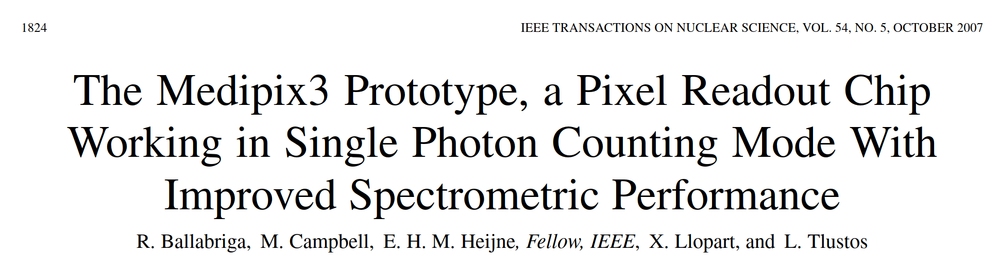 1824
IEEE TRANSACTIONS ON NUCLEAR SCIENCE, VOL. 54, NO. 5, OCTOBER 2007
The Medipix3 Prototype, a Pixel Readout Chip
Working in Single Photon Counting Mode With
Improved Spectrometric Performance
R. Ballabriga, M. Campbell, E. H. M. Heijne, Fellow, IEEE, X. Llopart, and L. Tlustos